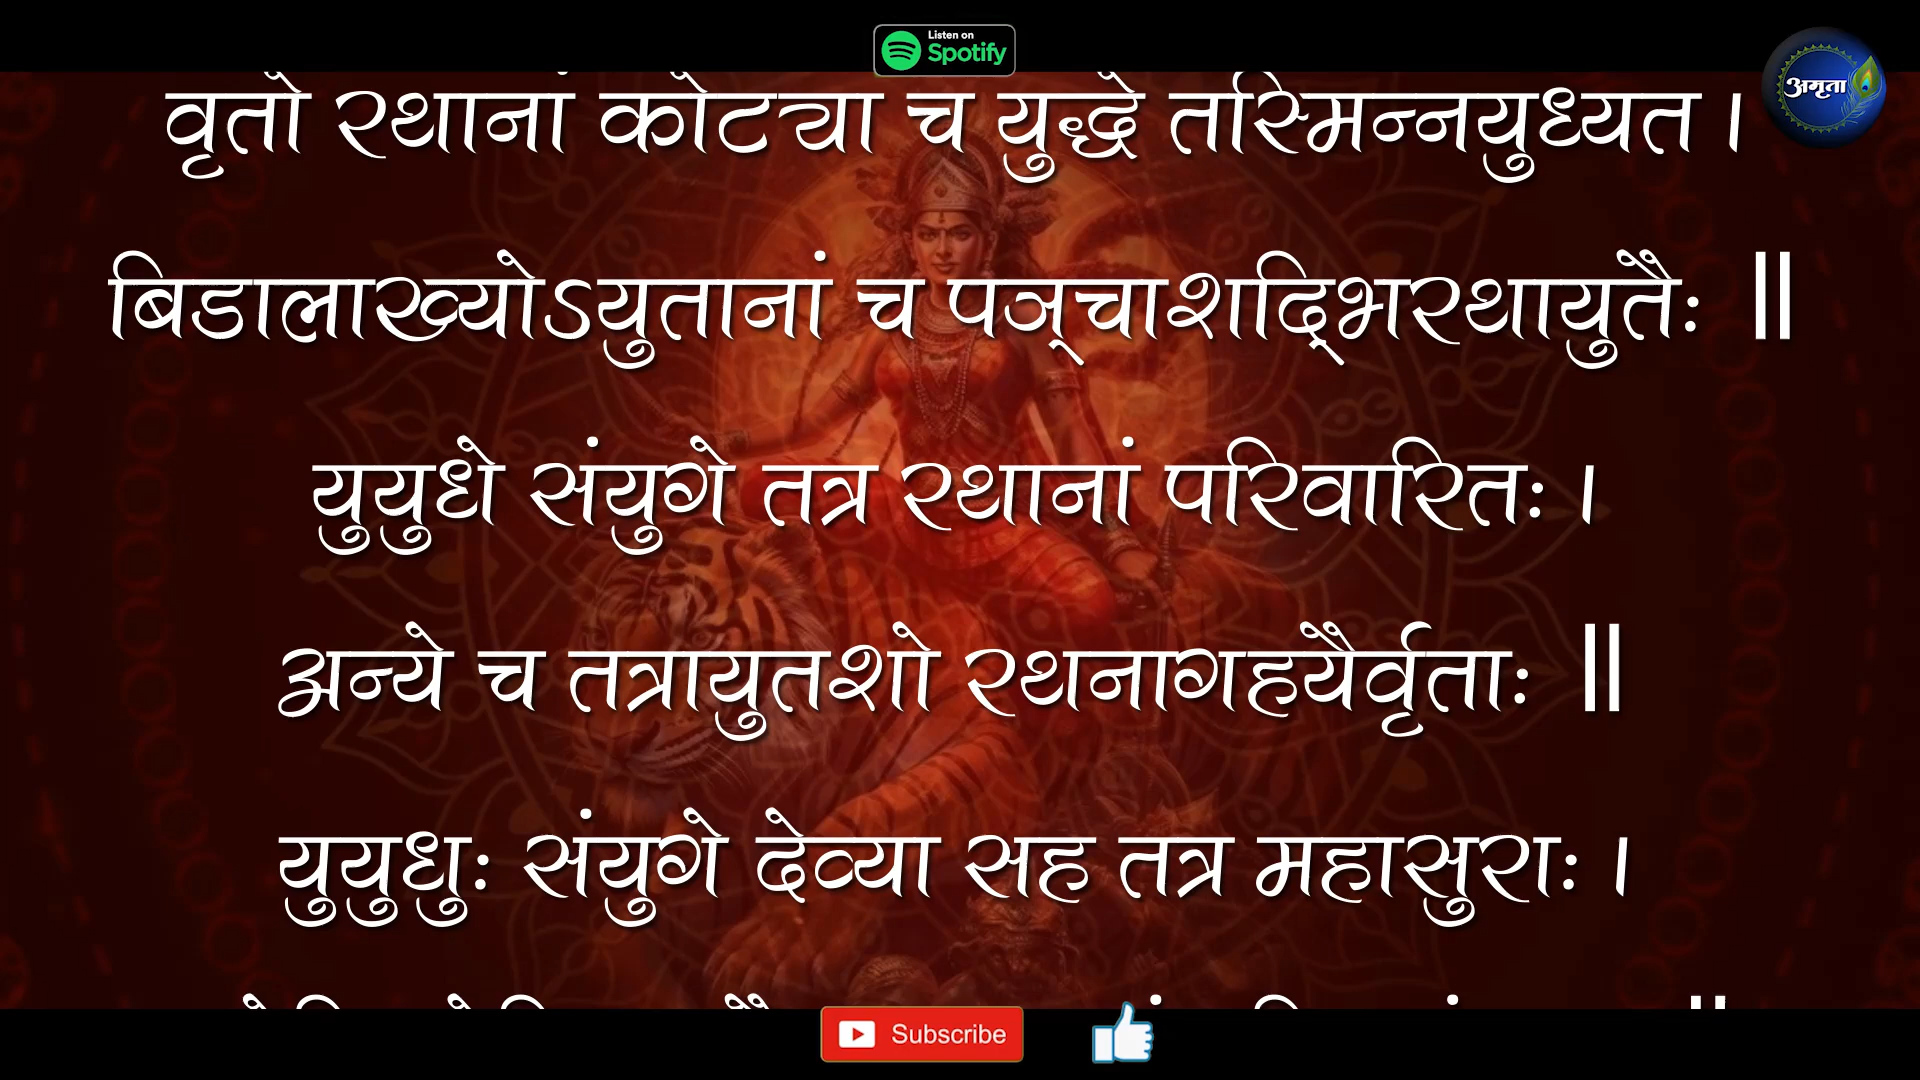 Listen on
Spotify
अमृता
वृतो रथानां कोट्या च युद्धे तस्मिन्नयुध्यत ।
बिडालाख्योऽयुतानां च पञ्चाशद्‌भिरथायुतैः ॥
युयुधे संयुगे तत्र रथानां परिवारितः ।
अन्ये च तत्रायुतशो रथनागहयैर्वृताः ॥
युयुधुः संयुगे देव्या सह तत्र महासुराः ।
Subscribe